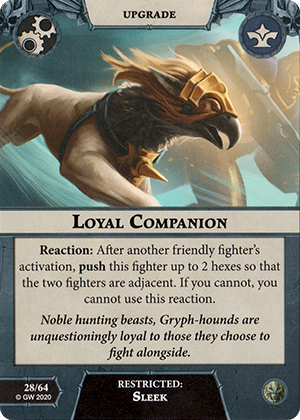 UPGRADE
LOYAL COMPANION
Reaction: After another friendly fighter's
activation, push this fighter up to 2 hexes so that
the two fighters are adjacent. If you cannot, you
cannot use this reaction.
Noble hunting beasts, Gryph-hounds are
unquestioningly loyal to those they choose to
fight alongside.
28/64
© GW 2020
RESTRICTED:
SLEEK